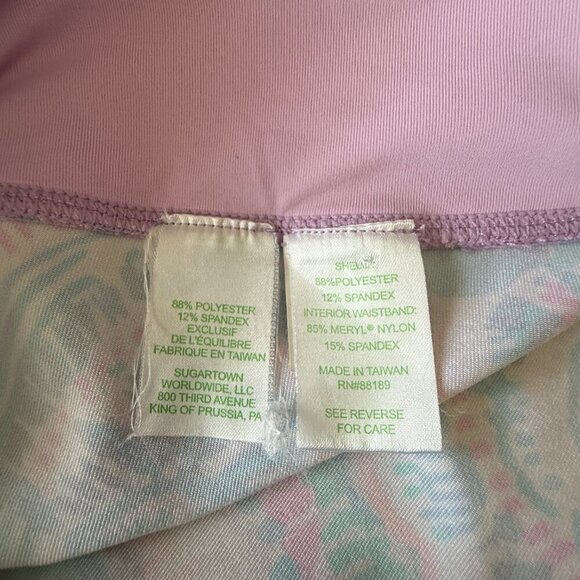 88% POLYESTER
12% SPANDEX
EXCLUSIF
DE L'ÉQUILIBRE
FABRIQUE EN TAIWAN
SUGARTOWN
WORLDWIDE, LLC
800 THIRD AVENUE
KING OF PRUSSIA, PA
SHELL:
88%POLYESTER
12% SPANDEX
INTERIOR WAISTBAND:
85% MERYL® NYLON
15% SPANDEX
MADE IN TAIWAN
RN#88189
SEE REVERSE
FOR CARE